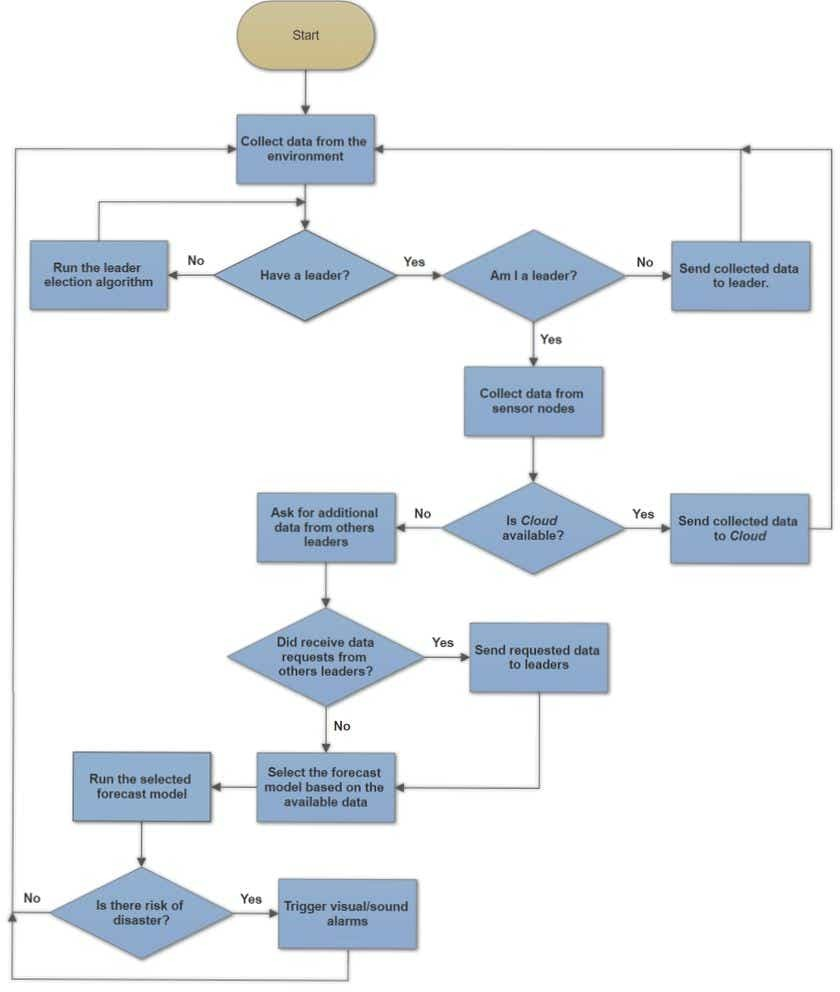 Start
Collect data from the
environment
No
Run the leader
election algorithm
Have a leader?
Yes
Am I a leader?
No
Send collected data
to leader.
Yes
Collect data from
sensor nodes
Ask for additional
data from others
leaders
No
Is Cloud
available?
Yes
Send collected data
to Cloud
Did receive data
requests from
others leaders?
Yes
Send requested data
to leaders
No
Run the selected
forecast model
Select the forecast
model based on the
available data
No
Is there risk of
disaster?
Yes
Trigger visual/sound
alarms